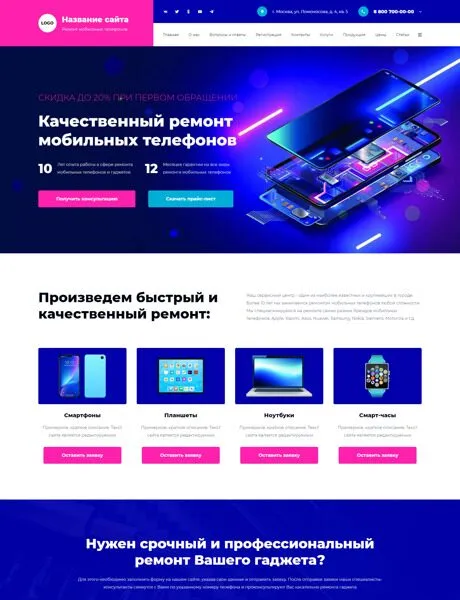 LOGO
Название сайта
Ремонт мобильных телефонов
г. Москва, ул. Ломоносова, д. 4, кв. 5
8 800 700-00-00
Главная О нас Вопросы и ответы Регистрация Контакты Услуги Продукция Цены Статьи
СКИДКА ДО 20% ПРИ ПЕРВОМ ОБРАЩЕНИИ
Качественный ремонт
мобильных телефонов
10 Лет опыта работы в сфере ремонта
мобильных телефонов и гаджетов
12 Месяцев гарантии на все виды
ремонта мобильных телефонов
Получить консультацию
Скачать прайс-лист
Произведем быстрый и
качественный ремонт:
Наш сервисный центр - один из наиболее известных и крупнейших в городе.
Более 10 лет мы занимаемся ремонтом мобильных телефонов любой сложности.
Мы специализируемся на ремонте самых разных брендов мобильных
телефонов: Apple, Xiaomi, Asus, Huawei, Samsung, Nokia, Siemens, Motorola и т.д.
Смартфоны
Примерное, краткое описание. Текст
сайта является редактируемым.
Оставить заявку
Планшеты
Примерное, краткое описание. Текст
сайта является редактируемым.
Оставить заявку
Ноутбуки
Примерное, краткое описание. Текст
сайта является редактируемым.
Оставить заявку
Смарт-часы
Примерное, краткое описание. Текст
сайта является редактируемым.
Оставить заявку
Нужен срочный и профессиональный
ремонт Вашего гаджета?
Для этого необходимо заполнить форму на нашем сайте, указав свои данные и отправить заявку. После отправки заявки наши специалисты
консультанты свяжутся с Вами по указанному номеру телефона и проконсультируют Вас касательно ремонта гаджета.